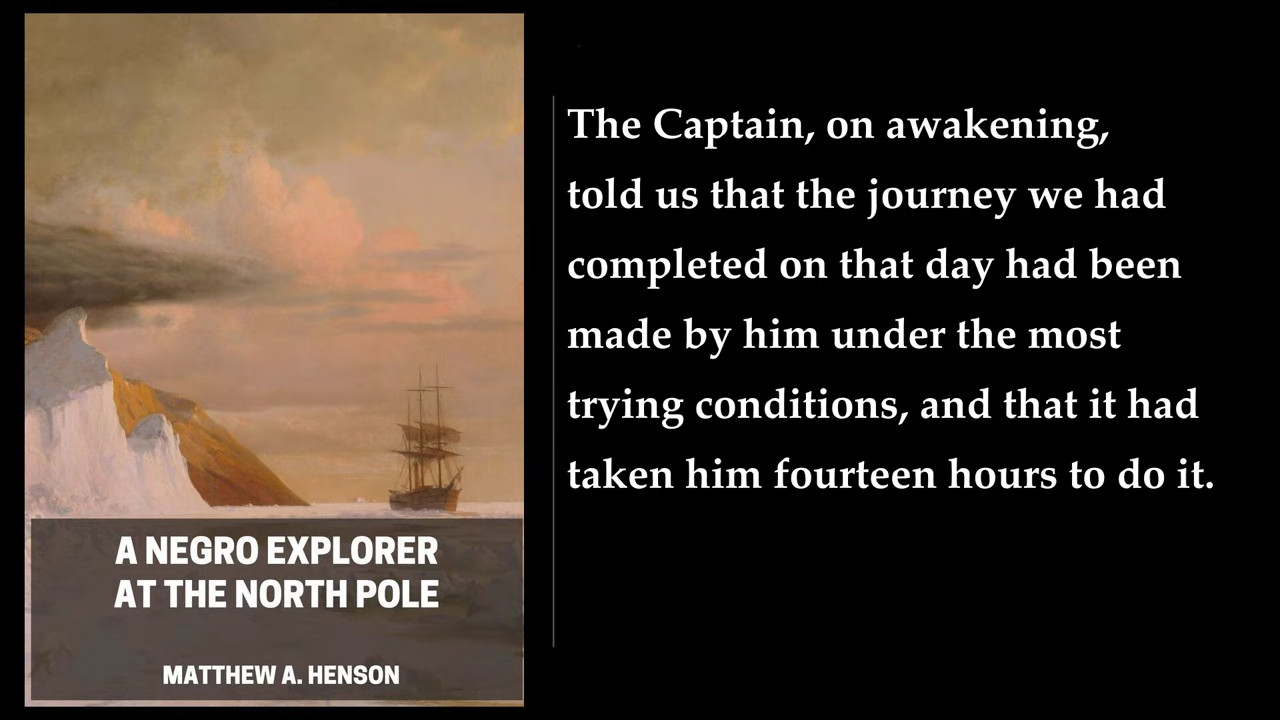 The Captain, on awakening,
told us that the journey we had
completed on that day had been
made by him under the most
trying conditions, and that it had
taken him fourteen hours to do it.
A NEGRO EXPLORER
AT THE NORTH POLE
MATTHEW A. HENSON